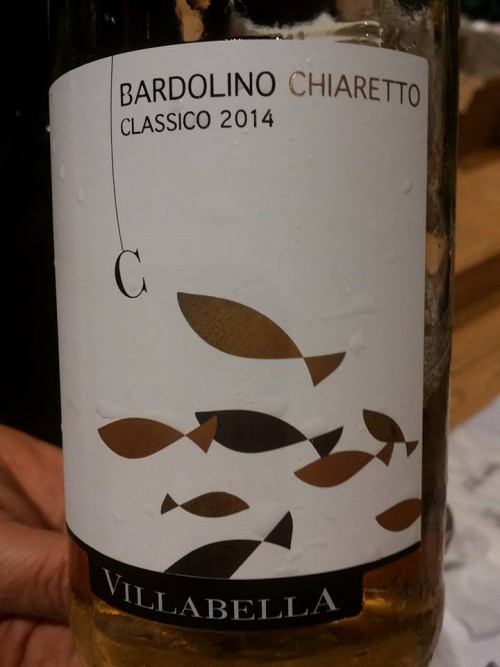 BARDOLINO CHIARETTO
CLASSICO 2014
C
VILLABELLA